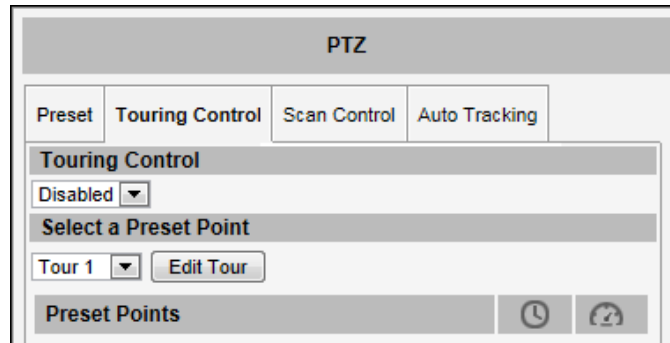 PTZ
Preset Touring Control Scan Control Auto Tracking
Touring Control
Disabled
Select a Preset Point
Tour 1 Edit Tour
Preset Points